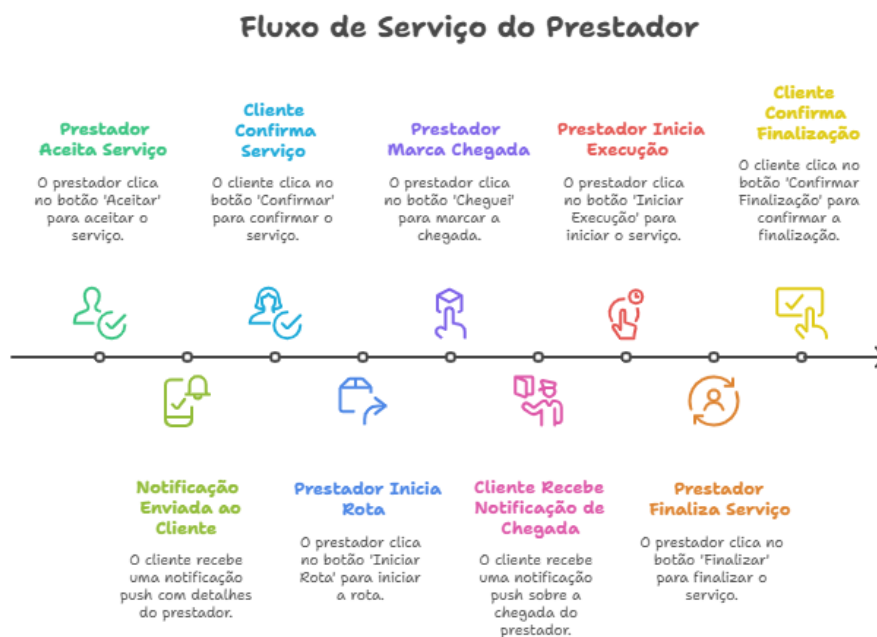 Fluxo de Serviço do Prestador
Prestador
Aceita Serviço
O prestador clica
no botão 'Aceitar'
para aceitar o
serviço.
Notificação
Enviada ao
Cliente
O cliente recebe
uma notificação
push com detalhes
do prestador.
Cliente
Confirma
Serviço
O cliente clica no
botão 'Confirmar'
para confirmar o
serviço.
Prestador Inicia
Rota
O prestador clica
no botão 'Iniciar
Rota' para iniciar
a rota.
Prestador
Marca Chegada
O prestador clica
no botão 'Cheguei'
para marcar a
chegada.
Cliente Recebe
Notificação de
Chegada
O cliente recebe
uma notificação
push sobre a
chegada do
prestador.
Prestador Inicia
Execução
O prestador clica
no botão 'Iniciar
Execução' para
iniciar o serviço.
Prestador
Finaliza Serviço
O prestador clica no
botão 'Finalizar'
para finalizar o
serviço.
Cliente
Confirma
Finalização
O cliente clica no
botão 'Confirmar
Finalização' para
confirmar a
finalização.